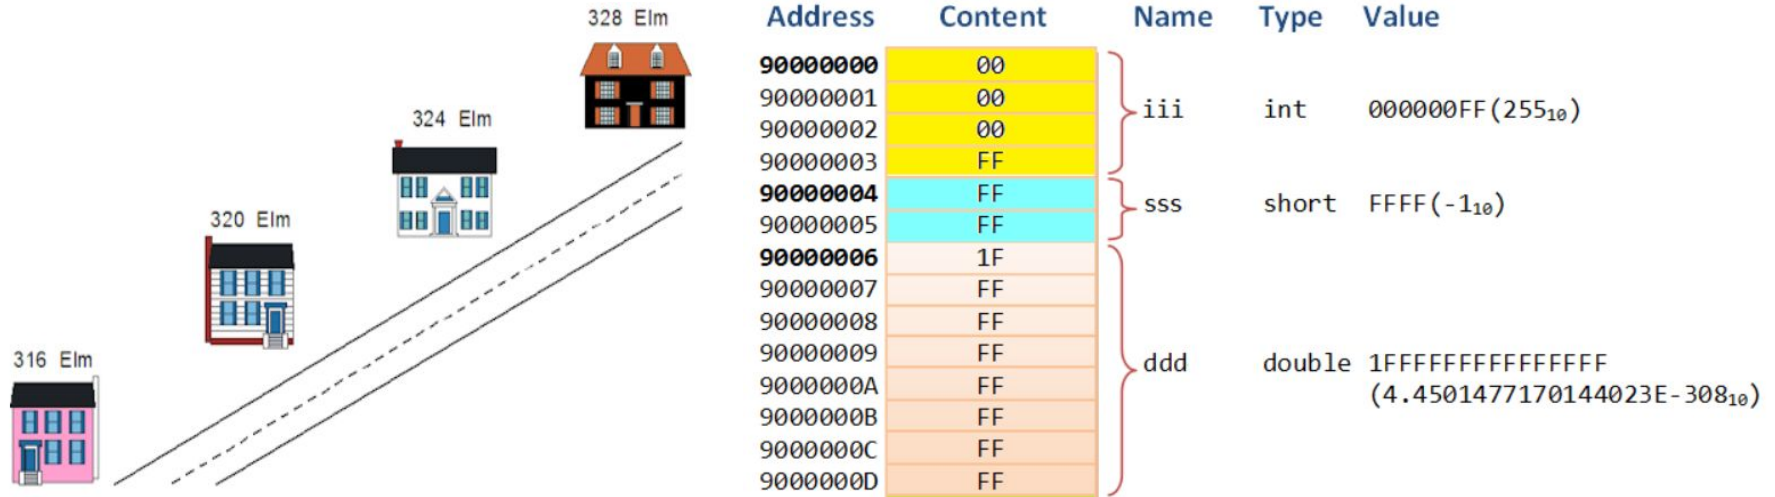 328 Elm
324 Elm
320 Elm
316 Elm
Address Content Name Type Value
90000000 00
90000001 00
90000002 00
90000003 FF
iii int 000000FF(255₁₀)
90000004 FF
90000005 FF
sss short FFFF(-1₁₀)
90000006 1F
90000007 FF
90000008 FF
90000009 FF
9000000A FF
9000000B FF
9000000C FF
9000000D FF
ddd double 1FFFFFFFFFFFFFFF
(4.4501477170144023E-308₁₀)